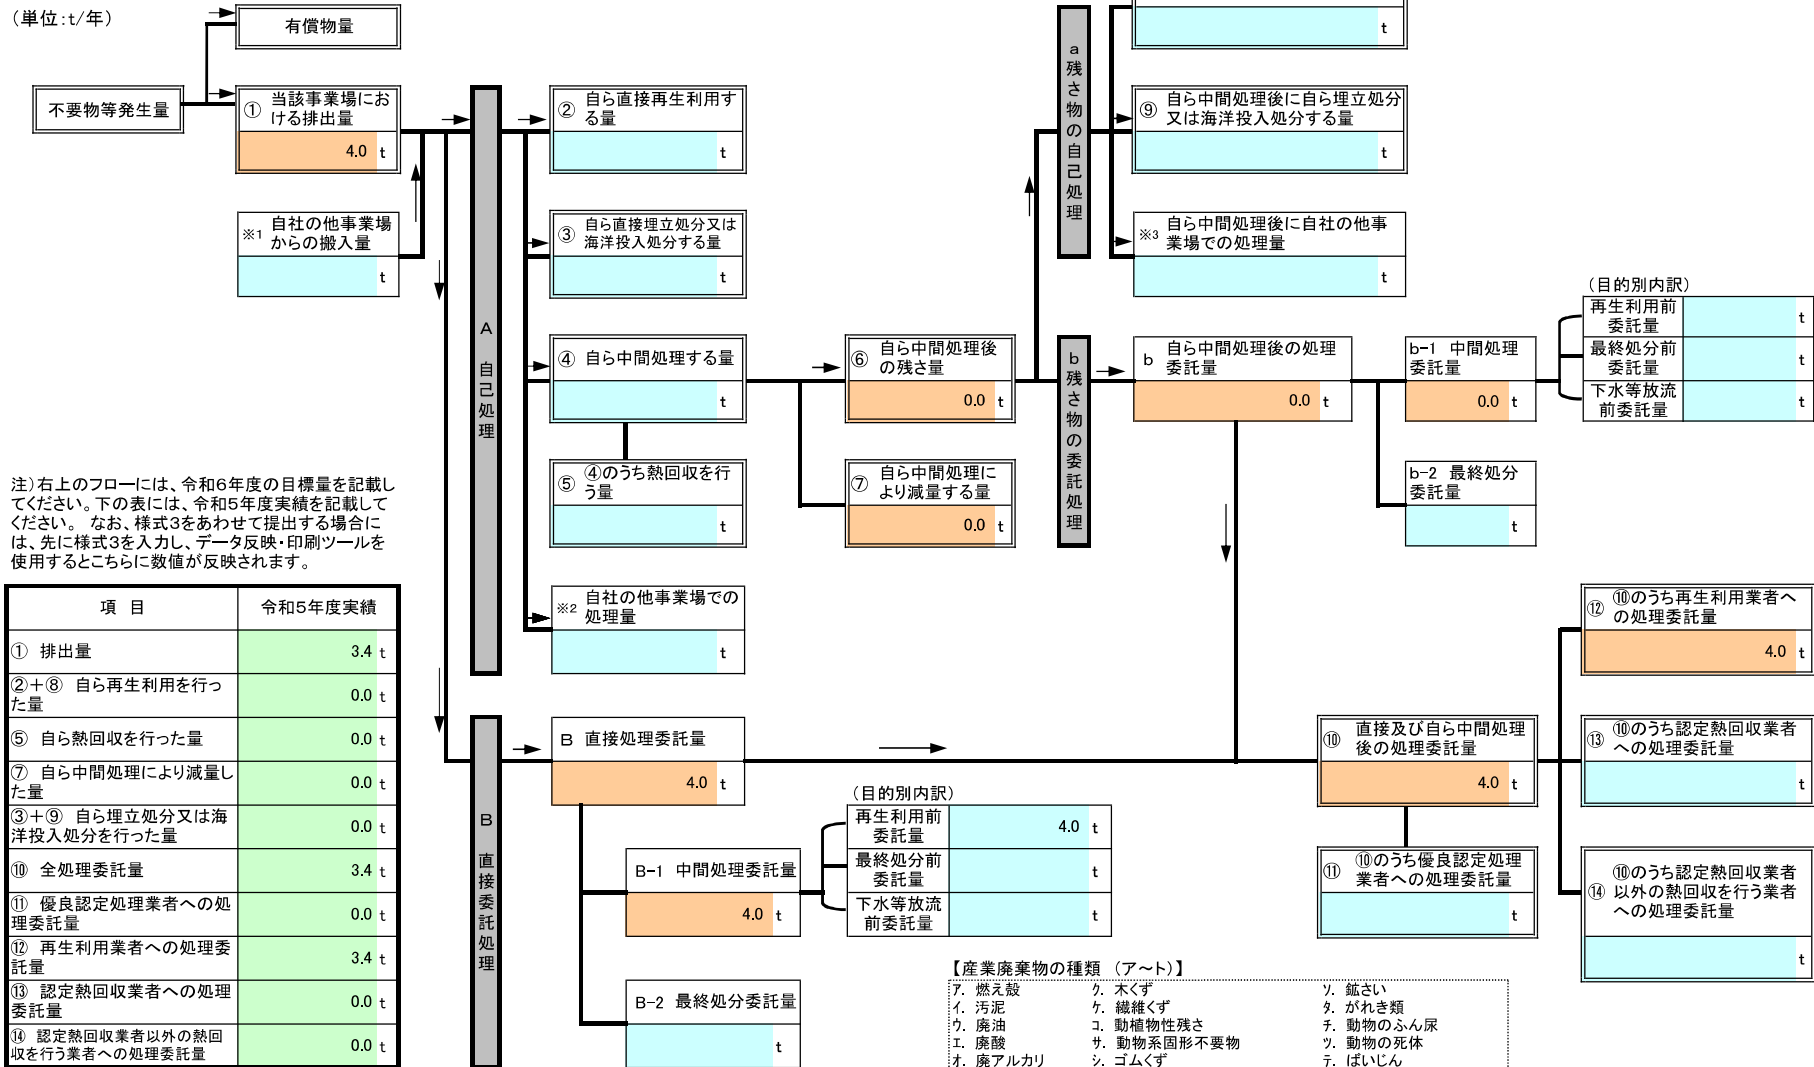 (単位:t/年)
有償物量
不要物等発生量
① 当該事業場にお
ける排出量
4.0 t
※1 自社の他事業場
からの搬入量
t
A 自己処理
② 自ら直接再生利用す
る量
t
③ 自ら直接埋立処分又は
海洋投入処分する量
t
④ 自ら中間処理する量
t
⑤ ④のうち熱回収を行
う量
t
※2 自社の他事業場での
処理量
t
⑥ 自ら中間処理後
の残さ量
0.0 t
⑦ 自ら中間処理に
より減量する量
0.0 t
a 残さ物の自己処理
t
⑨ 自ら中間処理後に自ら埋立処分
又は海洋投入処分する量
t
※3 自ら中間処理後に自社の他事
業場での処理量
t
b 残さ物の委託処理
b 自ら中間処理後の処理
委託量
0.0 t
b-1 中間処理
委託量
0.0 t
(目的別内訳)
再生利用前
委託量
t
最終処分前
委託量
t
下水等放流
前委託量
t
b-2 最終処分
委託量
t
注)右上のフローには、令和6年度の目標量を記載し
てください。下の表には、令和5年度実績を記載して
ください。 なお、様式3をあわせて提出する場合に
は、先に様式3を入力し、データ反映・印刷ツールを
使用するとこちらに数値が反映されます。
項 目 令和5年度実績
① 排出量 3.4 t
②+⑧ 自ら再生利用を行っ
た量 0.0 t
⑤ 自ら熱回収を行った量 0.0 t
⑦ 自ら中間処理により減量し
た量 0.0 t
③+⑨ 自ら埋立処分又は海
洋投入処分を行った量 0.0 t
⑩ 全処理委託量 3.4 t
⑪ 優良認定処理業者への処
理委託量 0.0 t
⑫ 再生利用業者への処理委
託量 3.4 t
⑬ 認定熱回収業者への処理
委託量 0.0 t
⑭ 認定熱回収業者以外の熱回
収を行う業者への処理委託量 0.0 t
B 直接委託処理
B 直接処理委託量
4.0 t
B-1 中間処理委託量
4.0 t
B-2 最終処分委託量
t
(目的別内訳)
再生利用前
委託量
4.0 t
最終処分前
委託量
t
下水等放流
前委託量
t
⑩ 直接及び自ら中間処理
後の処理委託量
4.0 t
⑪ ⑩のうち優良認定処理
業者への処理委託量
t
⑫ ⑩のうち再生利用業者へ
の処理委託量
4.0 t
⑬ ⑩のうち認定熱回収業者
への処理委託量
t
⑭ ⑩のうち認定熱回収業者
以外の熱回収を行う業者
への処理委託量
t
【産業廃棄物の種類 (ア~ト)】
ア. 燃え殻 ク. 木くず ソ. 鉱さい
イ. 汚泥 ケ. 繊維くず タ. がれき類
ウ. 廃油 コ. 動植物性残さ チ. 動物のふん尿
エ. 廃酸 サ. 動物系固形不要物 ツ. 動物の死体
オ. 廃アルカリ シ. ゴムくず テ. ばいじん